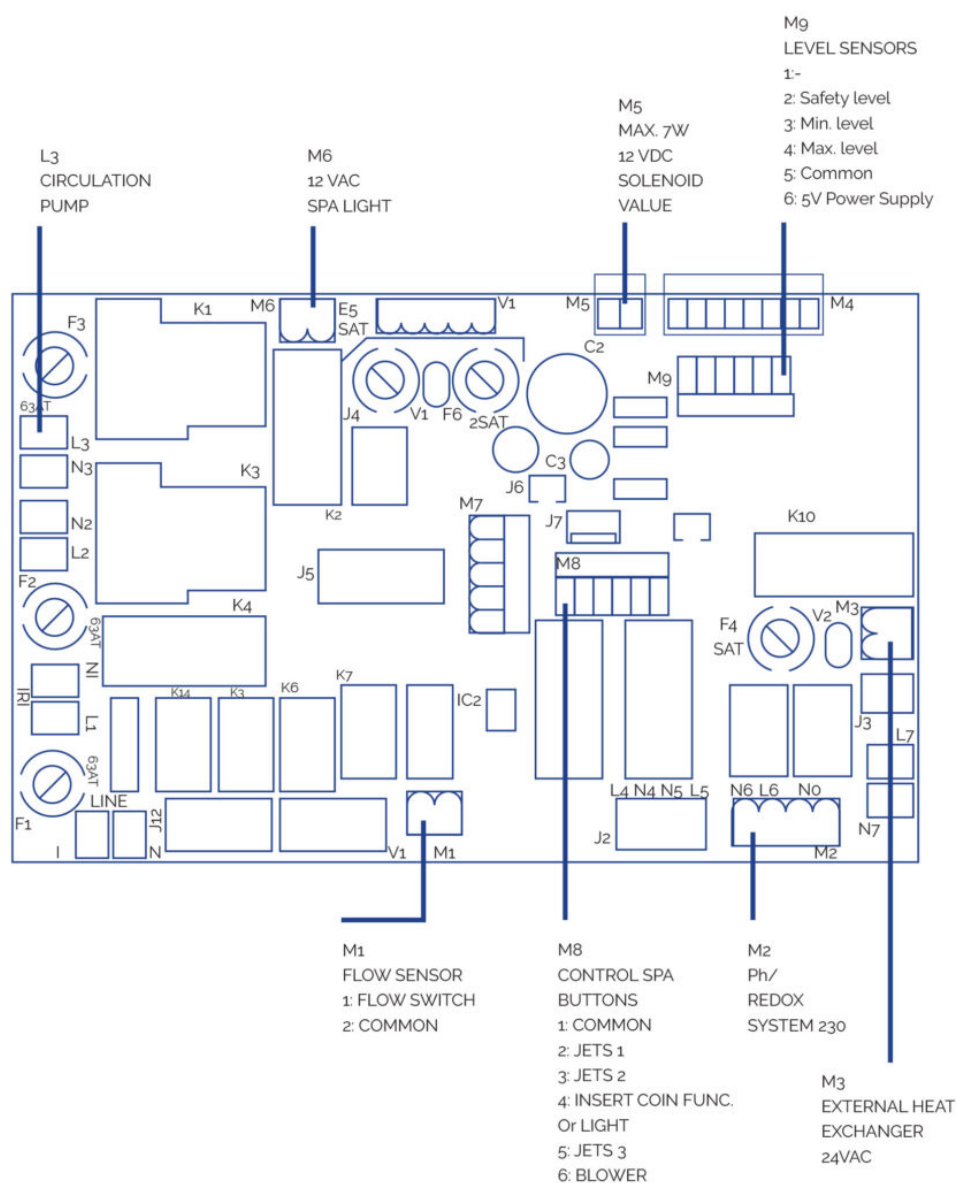 M9
LEVEL SENSORS
1:-
2: Safety level
3: Min. level
4: Max. level
5: Common
6: 5V Power Supply
M5
MAX. 7W
12 VDC
SOLENOID
VALUE
L3
CIRCULATION
PUMP
M6
12 VAC
SPA LIGHT
F3
K1
M6
E5
SAT
V1
M5
M4
C2
M9
63AT
J4
V1
F6
2SAT
L3
N3
K3
K2
C3
J6
M7
J7
K10
N2
L2
J5
M8
F2
63AT
K4
F4
SAT
V2
M3
NI
IRI
L1
K14
K3
K6
K7
IC2
J3
L7
63AT
F1
LINE
J12
I
N
V1
M1
L4 N4 N5 L5
J2
N6 L6 N0
M2
N7
M1
FLOW SENSOR
1: FLOW SWITCH
2: COMMON
M8
CONTROL SPA
BUTTONS
1: COMMON
2: JETS 1
3: JETS 2
4: INSERT COIN FUNC.
Or LIGHT
5: JETS 3
6: BLOWER
M2
Ph/
REDOX
SYSTEM 230
M3
EXTERNAL HEAT
EXCHANGER
24VAC